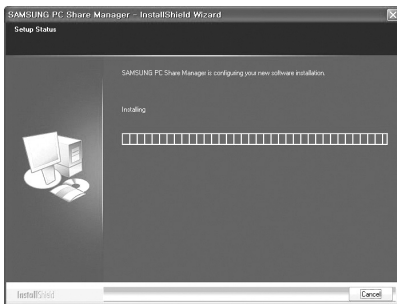 SAMSUNG PC Share Manager - InstallShield Wizard
Setup Status
SAMSUNG PC Share Manager is configuring your new software installation.
Installing
InstallShield
Cancel